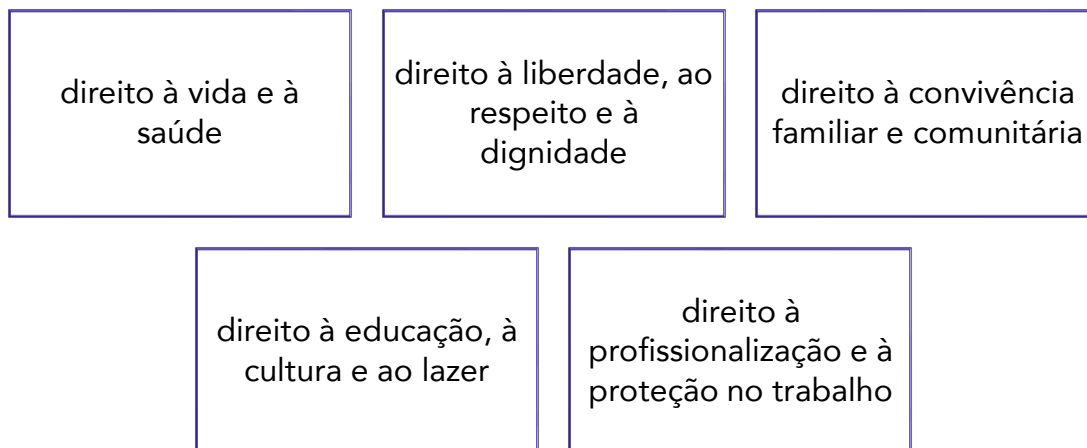 direito à vida e à
saúde
direito à liberdade, ao
respeito e à
dignidade
direito à convivência
familiar e comunitária
direito à educação, à
cultura e ao lazer
direito à
profissionalização e à
proteção no trabalho